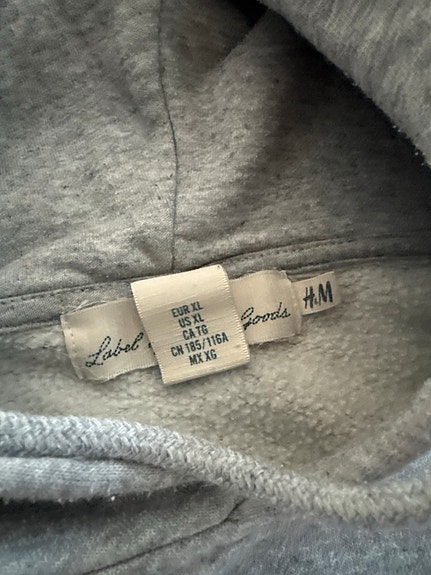 EUR XL
US XL
CA TG
CN 185/116A
MX XG
Label Goods
H&M